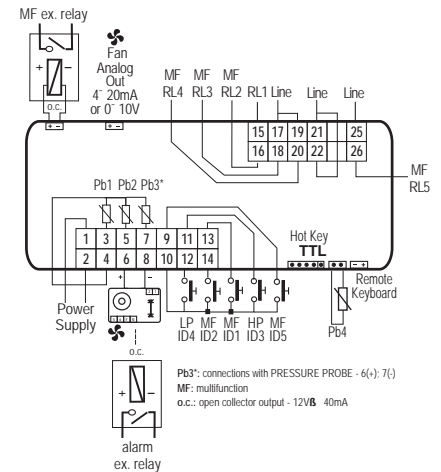 MF ex. relay
+ −
o.c.
Fan
Analog
Out
4˜ 20mA
or 0˜ 10V
MF RL4
MF RL3
MF RL2
RL1 Line
Line
Line
+ −
+ −
15 17 19 21 25
16 18 20 22 26
MF
RL5
Pb1 Pb2 Pb3*
1 3 5 7 9 11 13
2 4 6 8 10 12 14
Hot Key
TTL
− +
Remote
Keyboard
Pb4
+ −
Power
Supply
LP ID4
MF ID2
MF ID1
HP ID3
MF ID5
o.c.
+ −
alarm
ex. relay
Pb3*: connections with PRESSURE PROBE - 6(+): 7(-)
MF: multifunction
o.c.: open collector output - 12Vß 40mA